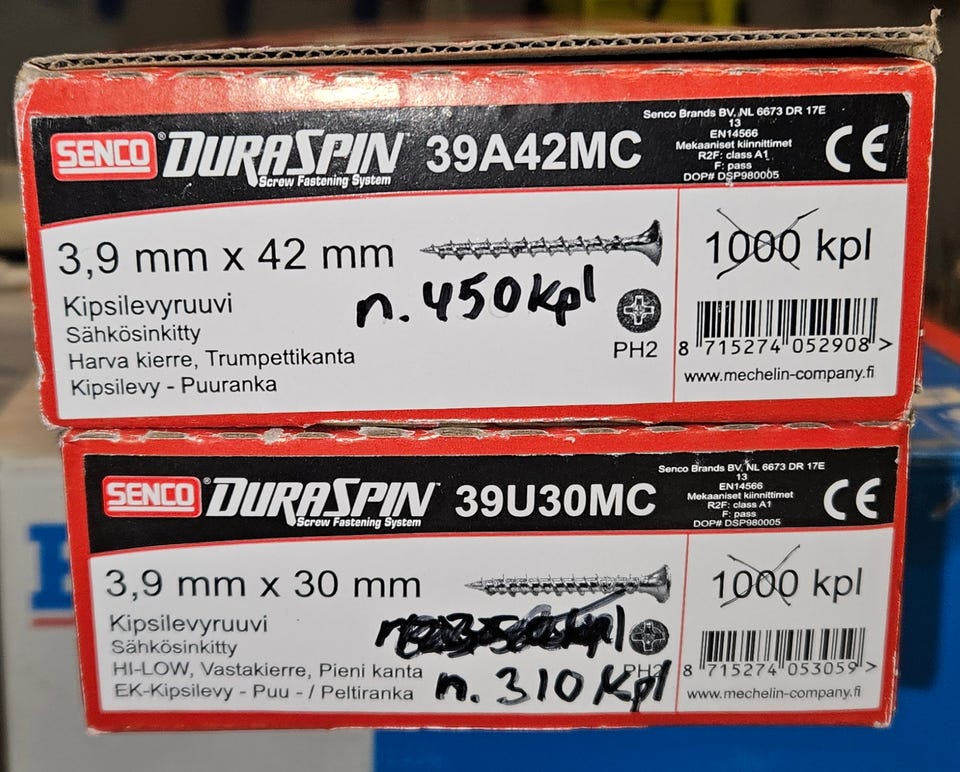 SENCO® DURASPIN™ 39A42MC
Screw Fastening System
Senco Brands BV, NL 6673 DR 17E
13
EN14566
Mekaaniset kiinnittimet
R2F: class A1
F: pass
DOP# DSP980005
CE
3,9 mm x 42 mm
n. 450 kpl
Kipsilevyruuvi
Sähkösinkitty
Harva kierre, Trumpettikanta
Kipsilevy - Puuranka
PH2
1000 kpl
8 715274 052908 >
www.mechelin-company.fi
SENCO® DURASPIN™ 39U30MC
Screw Fastening System
Senco Brands BV, NL 6673 DR 17E
13
EN14566
Mekaaniset kiinnittimet
R2F: class A1
F: pass
DOP# DSP980005
CE
3,9 mm x 30 mm
Kipsilevyruuvi
Sähkösinkitty
HI-LOW, Vastakierre, Pieni kanta
EK-Kipsilevy - Puu - / Peltiranka
n. 310 kpl
PH2
1000 kpl
8 715274 053059 >
www.mechelin-company.fi